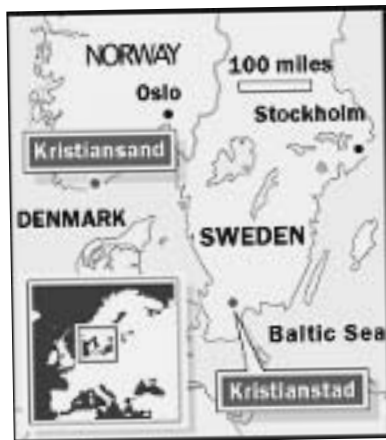 NORWAY
100 miles
Oslo
Stockholm
Kristiansand
DENMARK
SWEDEN
Baltic Sea
Kristianstad